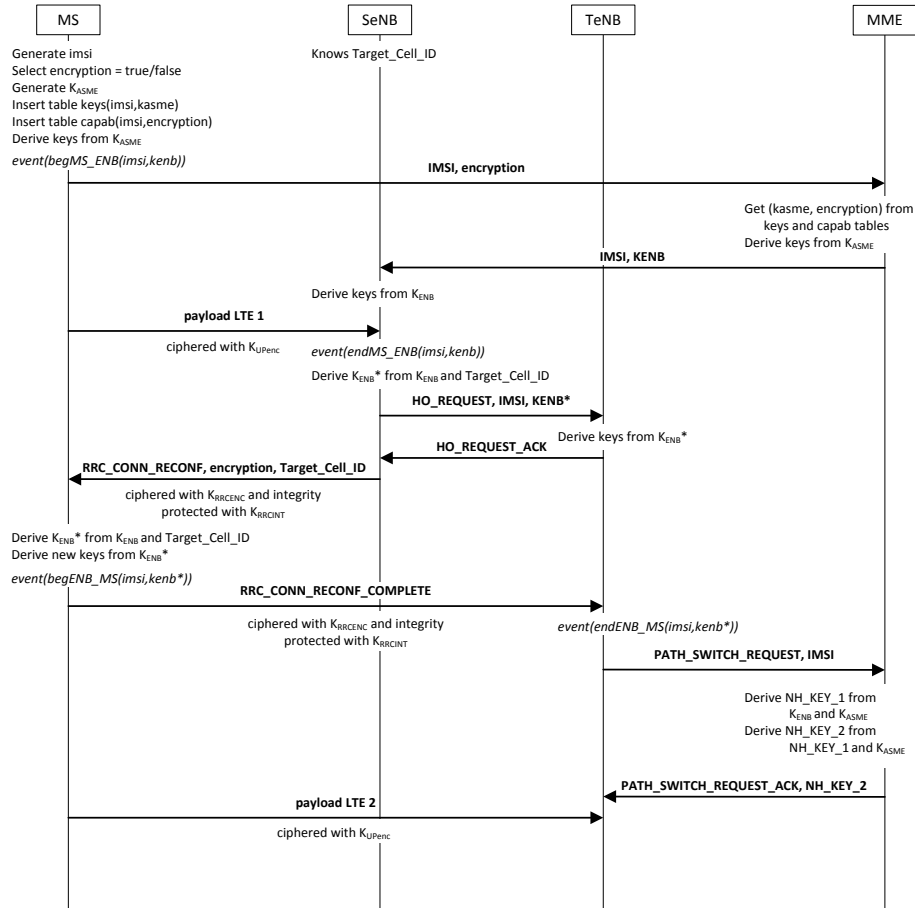 MS SeNB TeNB MME
Generate imsi
Select encryption = true/false
Generate KASME
Insert table keys(imsi,kasme)
Insert table capab(imsi,encryption)
Derive keys from KASME
event(begMS_ENB(imsi,kenb))
Knows Target_Cell_ID
IMSI, encryption
Get (kasme, encryption) from
keys and capab tables
Derive keys from KASME
IMSI, KENB
Derive keys from KENB
payload LTE 1
ciphered with KUPenc
event(endMS_ENB(imsi,kenb))
Derive KENB* from KENB and Target_Cell_ID
HO_REQUEST, IMSI, KENB*
Derive keys from KENB*
HO_REQUEST_ACK
RRC_CONN_RECONF, encryption, Target_Cell_ID
ciphered with KRRCENC and integrity
protected with KRRCINT
Derive KENB* from KENB and Target_Cell_ID
Derive new keys from KENB*
event(begENB_MS(imsi,kenb*))
RRC_CONN_RECONF_COMPLETE
ciphered with KRRCENC and integrity
protected with KRRCINT
event(endENB_MS(imsi,kenb*))
PATH_SWITCH_REQUEST, IMSI
Derive NH_KEY_1 from
KENB and KASME
Derive NH_KEY_2 from
NH_KEY_1 and KASME
PATH_SWITCH_REQUEST_ACK, NH_KEY_2
payload LTE 2
ciphered with KUPenc